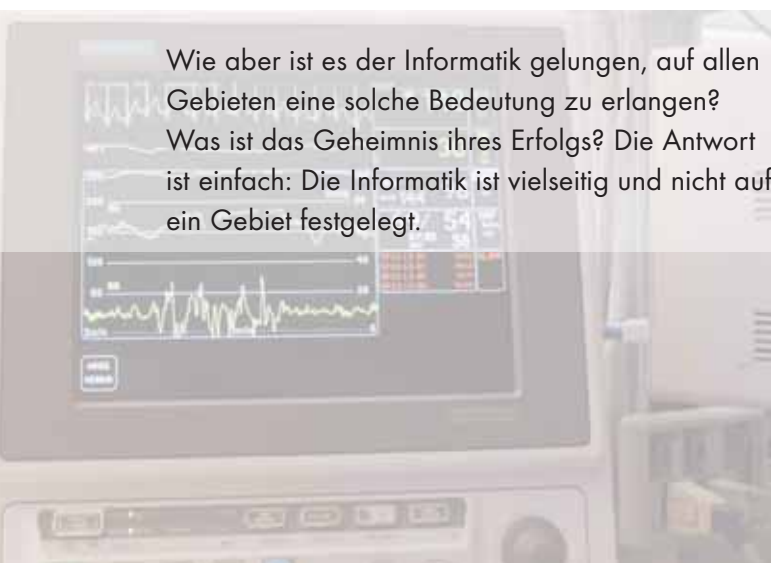 Wie aber ist es der Informatik gelungen, auf allen
Gebieten eine solche Bedeutung zu erlangen?
Was ist das Geheimnis ihres Erfolgs? Die Antwort
ist einfach: Die Informatik ist vielseitig und nicht auf
ein Gebiet festgelegt.